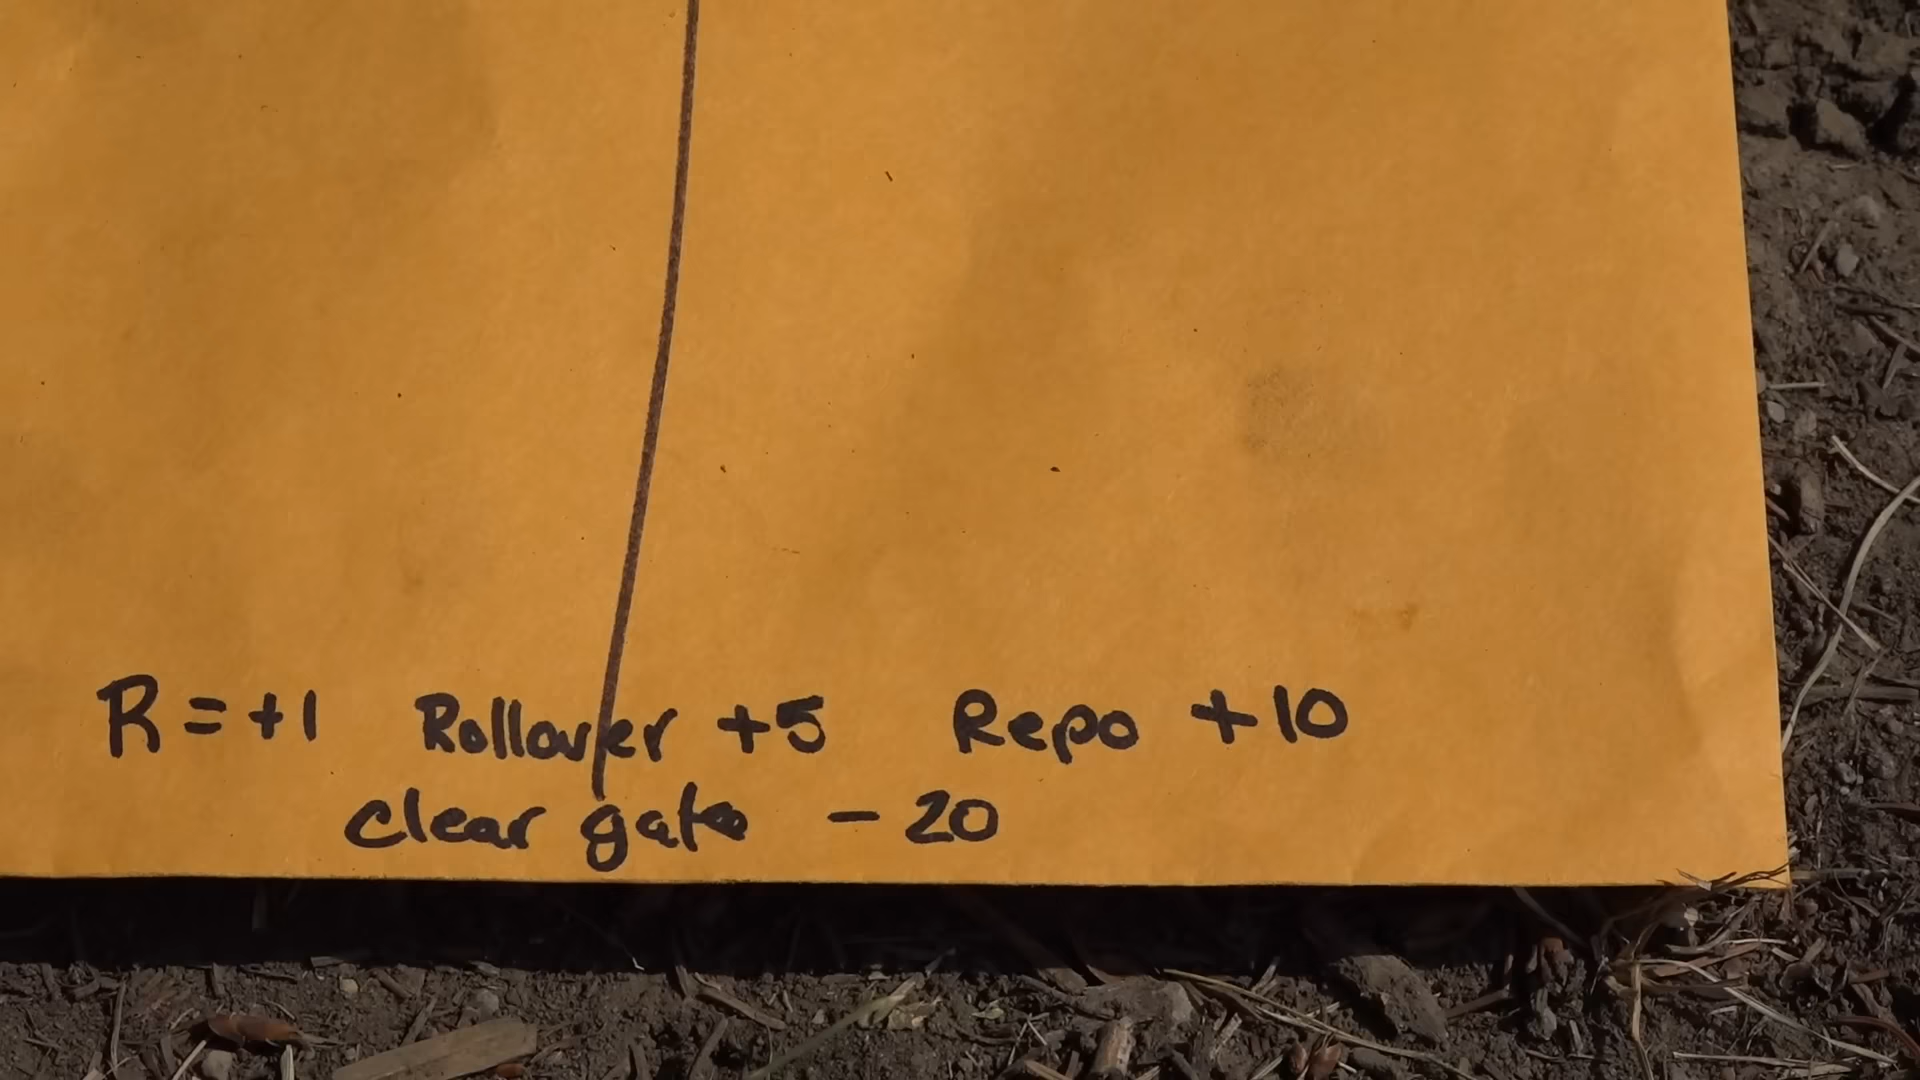 R = +1 Rollover +5 Repo +10
clear gate - 20